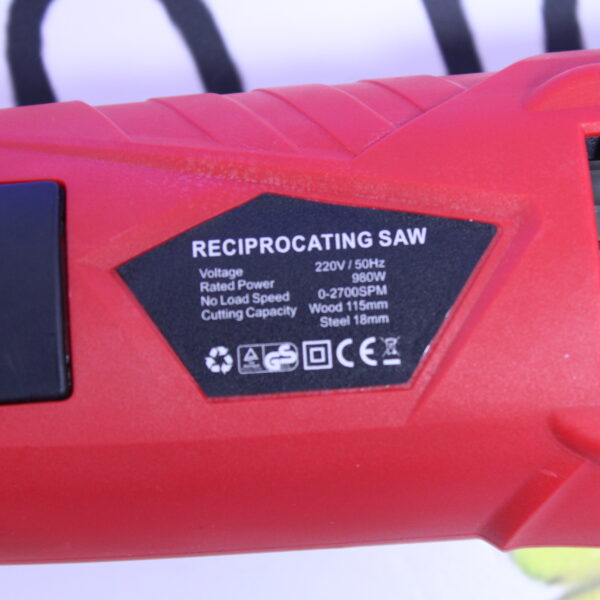 RECIPROCATING SAW
Voltage 220V / 50Hz
Rated Power 980W
No Load Speed 0-2700SPM
Cutting Capacity Wood 115mm
Steel 18mm
GS CE